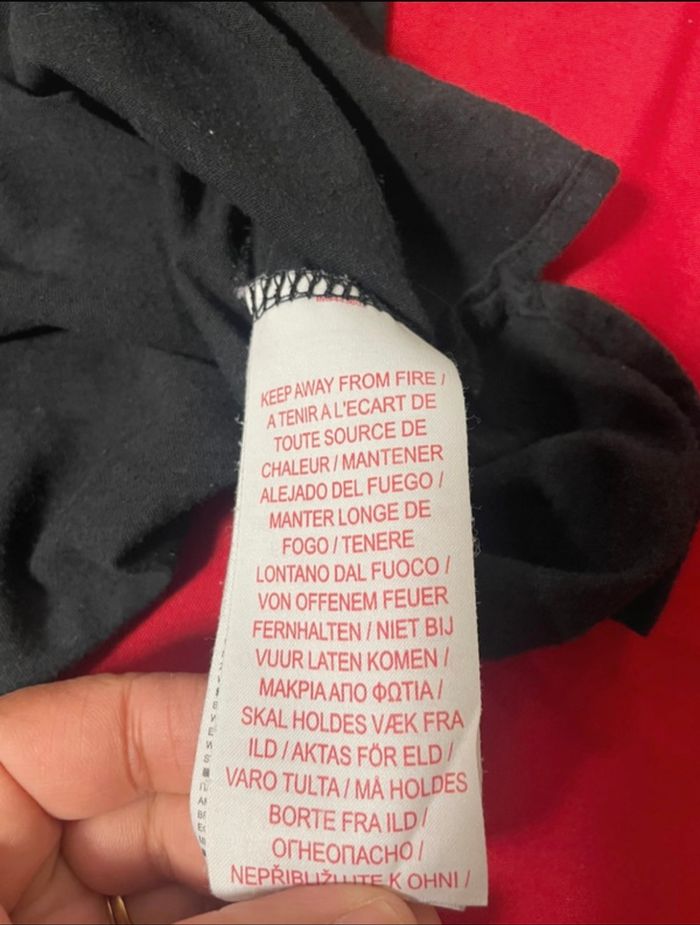 KEEP AWAY FROM FIRE /
A TENIR A L'ECART DE
TOUTE SOURCE DE
CHALEUR / MANTENER
ALEJADO DEL FUEGO /
MANTER LONGE DE
FOGO / TENERE
LONTANO DAL FUOCO /
VON OFFENEM FEUER
FERNHALTEN / NIET BIJ
VUUR LATEN KOMEN /
ΜΑΚΡΙΑ ΑΠΟ ΦΩΤΙΑ /
SKAL HOLDES VÆK FRA
ILD / AKTAS FÖR ELD /
VARO TULTA / MÅ HOLDES
BORTE FRA ILD /
ОГНЕОПАСНО /
NEPŘIBLIŽUJTE K OHNI /